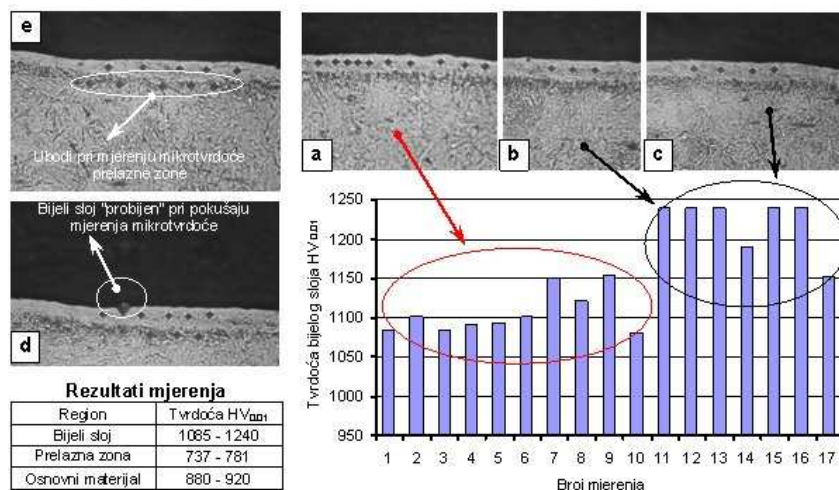 e
Ubodi pri mjerenju mikrotvrdoće
prelazne zone
Bijeli sloj "probijen" pri pokušaju
mjerenja mikrotvrdoće
d
Rezultati mjerenja
Region Tvrdoća HV0.01
Bijeli sloj 1085 - 1240
Prelazna zona 737 - 781
Osnovni materijal 880 - 920
a
b
c
Tvrdoća bijelog sloja HV0.01
1250
1200
1150
1100
1050
1000
950
1 2 3 4 5 6 7 8 9 10 11 12 13 14 15 16 17
Broj mjerenja